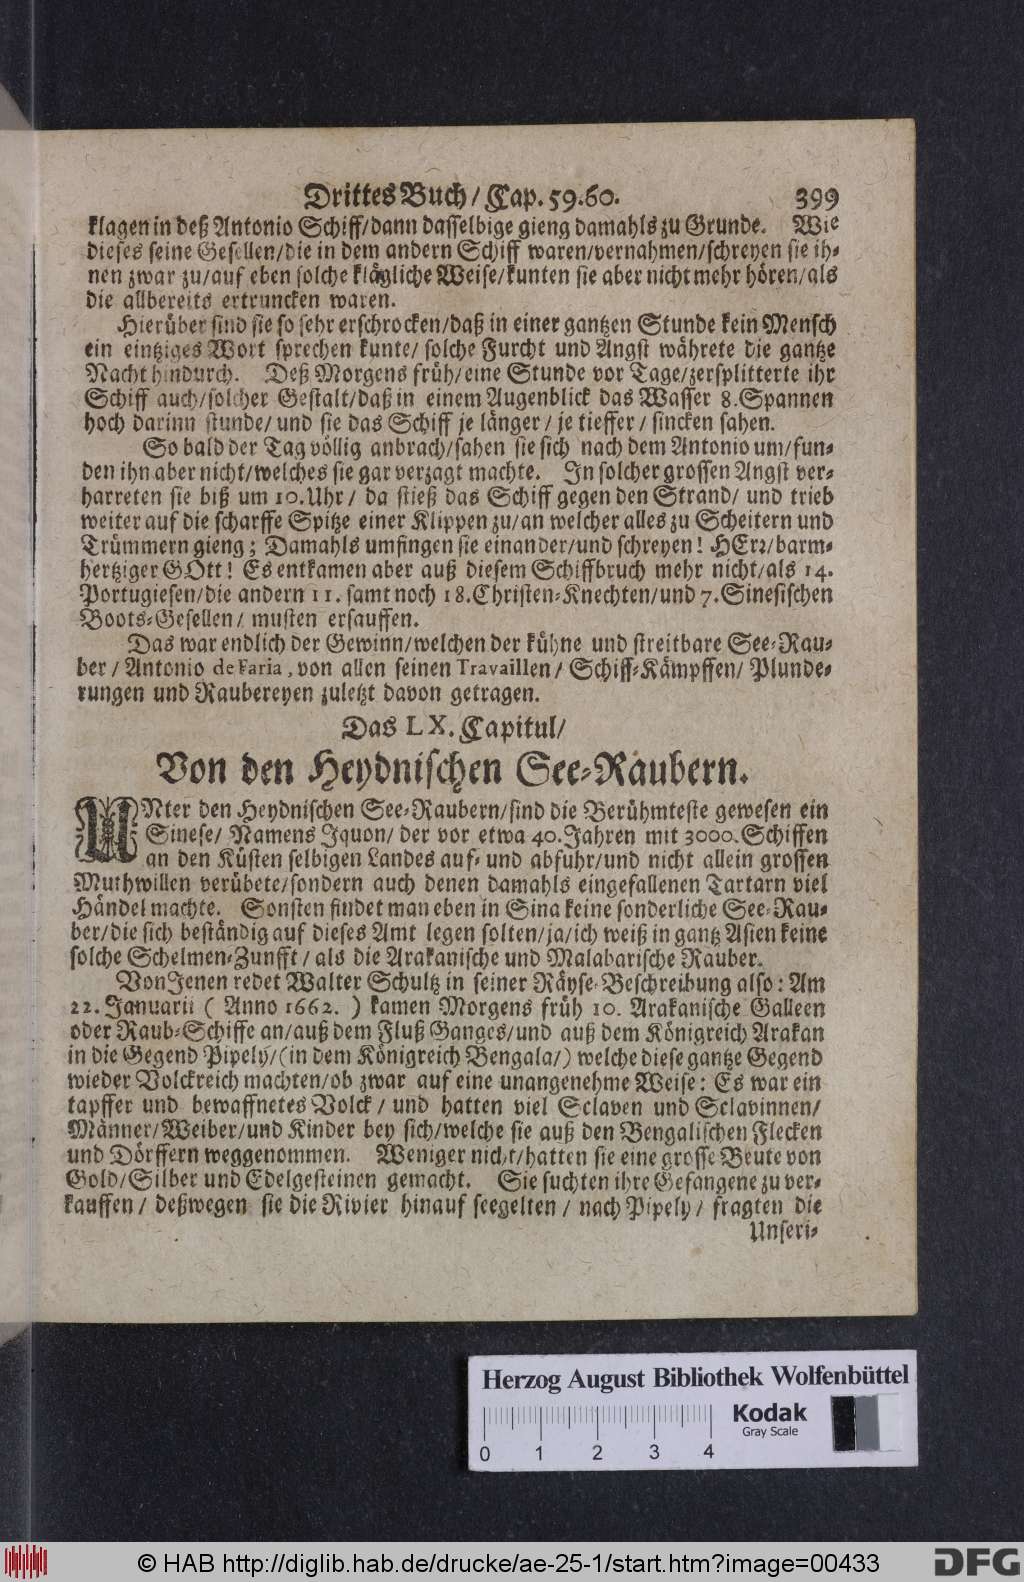 Drittes Buch/ Cap. 59.60. 399
klagen in deß Antonio Schiff/dann dasselbige gieng damahls zu Grunde. Wie
dieses seine Gesellen/die in dem andern Schiff waren/vernahmen/schreyen sie ih-
nen zwar zu/auf eben solche klägliche Weise/kunten sie aber nicht mehr hören/als
die allbereits ertruncken waren.
Hierüber sind sie so sehr erschrocken/daß in einer gantzen Stunde kein Mensch
ein eintziges Wort sprechen kunte/ solche Furcht und Angst währete die gantze
Nacht hindurch. Deß Morgens früh/eine Stunde vor Tage/zersplitterte ihr
Schiff auch/solcher Gestalt/daß in einem Augenblick das Wasser 8.Spannen
hoch darinn stunde/ und sie das Schiff je länger/ je tieffer/ sincken sahen.
So bald der Tag völlig anbrach/sahen sie sich nach dem Antonio um/fun-
den ihn aber nicht/welches sie gar verzagt machte. In solcher grossen Angst ver-
harreten sie biß um 10.Uhr/ da stieß das Schiff gegen den Strand/ und trieb
weiter auf die scharffe Spitze einer Klippen zu/an welcher alles zu Scheitern und
Trümmern gieng; Damahls umfingen sie einander/und schreyen! HErꝛ/barm-
hertziger GOtt! Es entkamen aber auß diesem Schiffbruch mehr nicht/als 14.
Portugiesen/die andern 11. samt noch 18.Christen-Knechten/und 7.Sinesischen
Boots-Gesellen/ musten ersauffen.
Das war endlich der Gewinn/welchen der kühne und streitbare See-Rau-
ber/ Antonio de Faria, von allen seinen Travaillen/ Schiff-Kämpffen/ Plunde-
rungen und Raubereyen zuletzt davon getragen.
Das LX. Capitul/
Von den Heydnischen See-Raubern.
UNter den Heydnischen See-Raubern/sind die Berühmteste gewesen ein
Sinese/ Namens Iquon/ der vor etwa 40.Jahren mit 3000.Schiffen
an den Küsten selbigen Landes auf- und abfuhr/und nicht allein grossen
Muthwillen verübete/sondern auch denen damahls eingefallenen Tartarn viel
Händel machte. Sonsten findet man eben in Sina keine sonderliche See-Rau-
ber/die sich beständig auf dieses Amt legen solten/ja/ich weiß in gantz Asien keine
solche Schelmen-Zunfft/ als die Arakanische und Malabarische Rauber.
Von Jenen redet Walter Schultz in seiner Räyse-Beschreibung also: Am
22. Januarii ( Anno 1662. ) kamen Morgens früh 10. Arakanische Galleen
oder Raub-Schiffe an/auß dem Fluß Ganges/und auß dem Königreich Arakan
in die Gegend Pipely/(in dem Königreich Bengala/) welche diese gantze Gegend
wieder Volckreich machten/ob zwar auf eine unangenehme Weise: Es war ein
tapffer und bewaffnetes Volck/ und hatten viel Sclaven und Sclavinnen/
Männer/Weiber/und Kinder bey sich/welche sie auß den Bengalischen Flecken
und Dörffern weggenommen. Weniger nicht/hatten sie eine grosse Beute von
Gold/Silber und Edelgesteinen gemacht. Sie suchten ihre Gefangene zu ver-
kauffen/ deßwegen sie die Rivier hinauf seegelten/ nach Pipely/ fragten die
Unseri-
Herzog August Bibliothek Wolfenbüttel
Kodak
Gray Scale
0 1 2 3 4
© HAB http://diglib.hab.de/drucke/ae-25-1/start.htm?image=00433
DFG